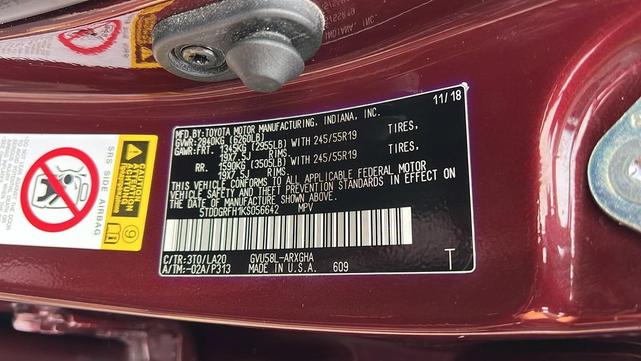 11/18
MFD.BY:TOYOTA MOTOR MANUFACTURING, INDIANA, INC.
GVWR:2840KG (6260LB)
GAWR:FRT. 1345KG (2955LB) WITH 245/55R19 TIRES,
19X7.5J RIMS
RR. 1590KG (3505LB) WITH 245/55R19 TIRES,
19X7.5J RIMS
THIS VEHICLE CONFORMS TO ALL APPLICABLE FEDERAL MOTOR
VEHICLE SAFETY AND THEFT PREVENTION STANDARDS IN EFFECT ON
THE DATE OF MANUFACTURE SHOWN ABOVE.
5TDDGRFH1KS056642 MPV
C/TR:3T0/LA20 GVU58L-ARXGHA
A/TM:-02A/P313 MADE IN U.S.A. 609 T
SRS SIDE AIRBAG
CAUTION